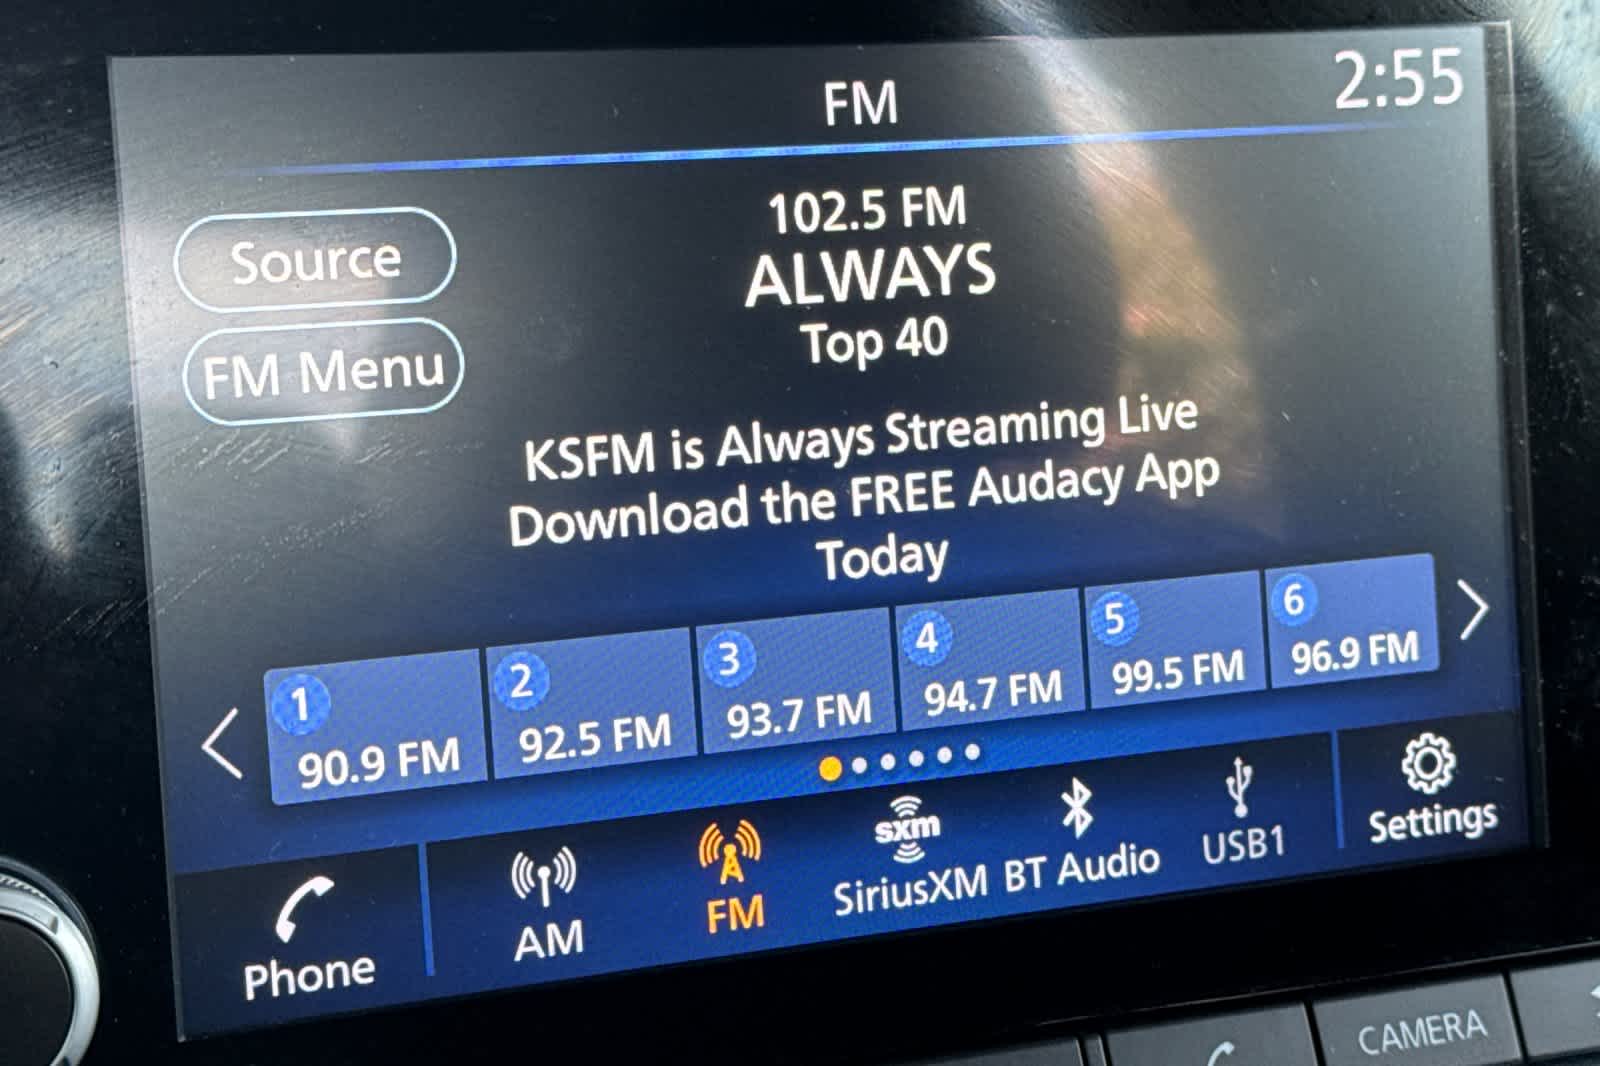 FM
2:55
Source
FM Menu
102.5 FM
ALWAYS
Top 40
KSFM is Always Streaming Live
Download the FREE Audacy App
Today
1
90.9 FM
2
92.5 FM
3
93.7 FM
4
94.7 FM
5
99.5 FM
6
96.9 FM
Phone
AM
FM
sxm
SiriusXM
BT Audio
USB1
Settings
CAMERA